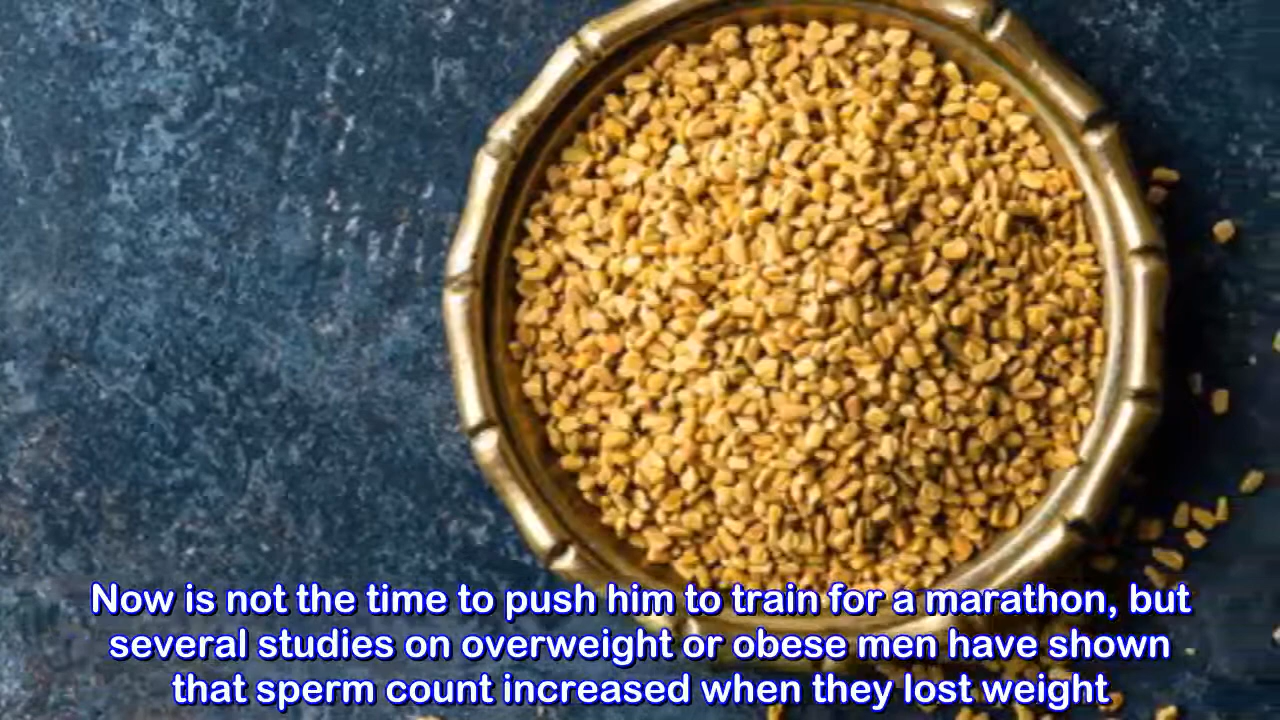 Now is not the time to push him to train for a marathon, but
several studies on overweight or obese men have shown
that sperm count increased when they lost weight